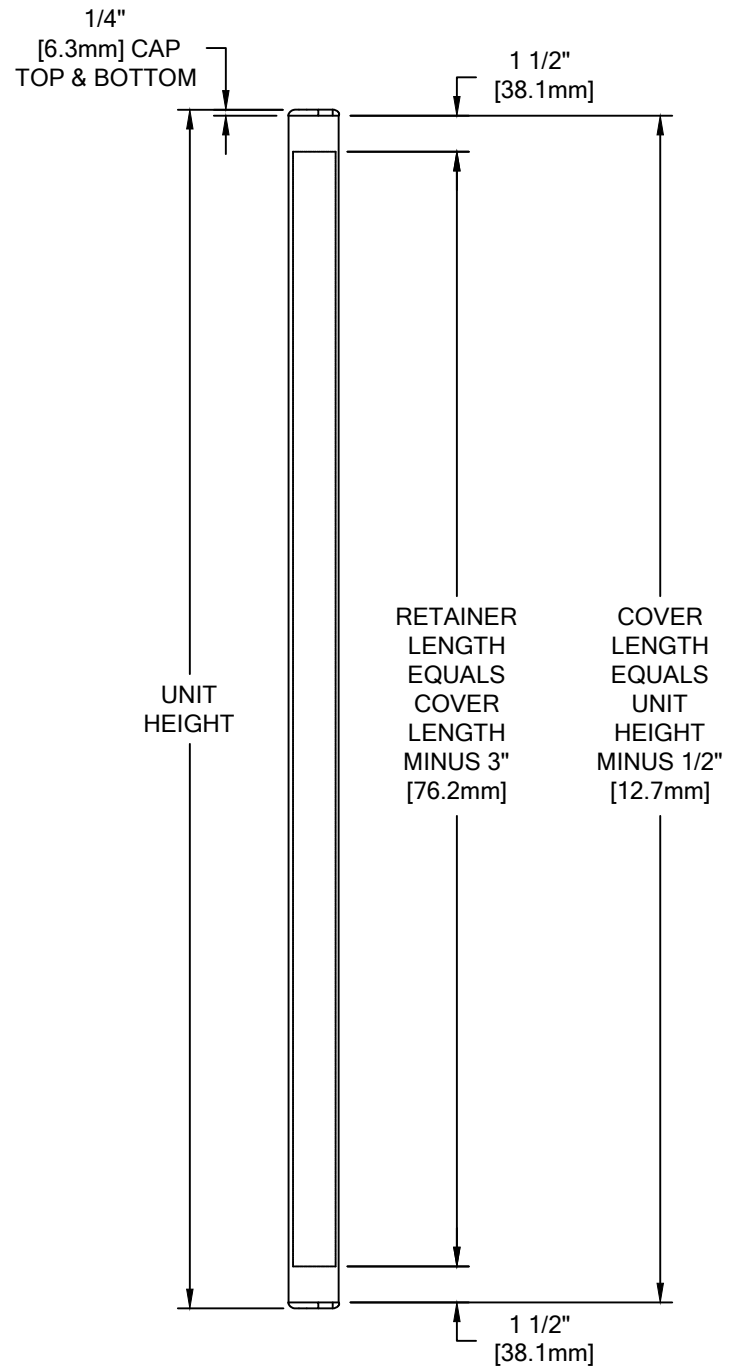 1/4"
[6.3mm] CAP
TOP & BOTTOM
1 1/2"
[38.1mm]
UNIT
HEIGHT
RETAINER
LENGTH
EQUALS
COVER
LENGTH
MINUS 3"
[76.2mm]
COVER
LENGTH
EQUALS
UNIT
HEIGHT
MINUS 1/2"
[12.7mm]
1 1/2"
[38.1mm]